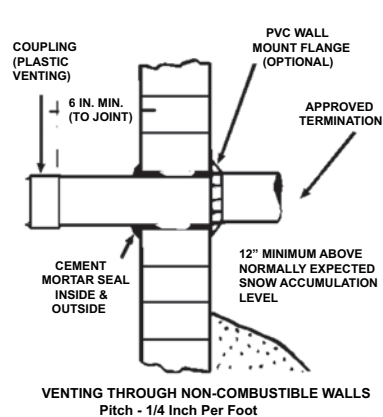 COUPLING
(PLASTIC
VENTING)
6 IN. MIN.
(TO JOINT)
PVC WALL
MOUNT FLANGE
(OPTIONAL)
APPROVED
TERMINATION
CEMENT
MORTAR SEAL
INSIDE &
OUTSIDE
12” MINIMUM ABOVE
NORMALLY EXPECTED
SNOW ACCUMULATION
LEVEL
VENTING THROUGH NON-COMBUSTIBLE WALLS
Pitch - 1/4 Inch Per Foot